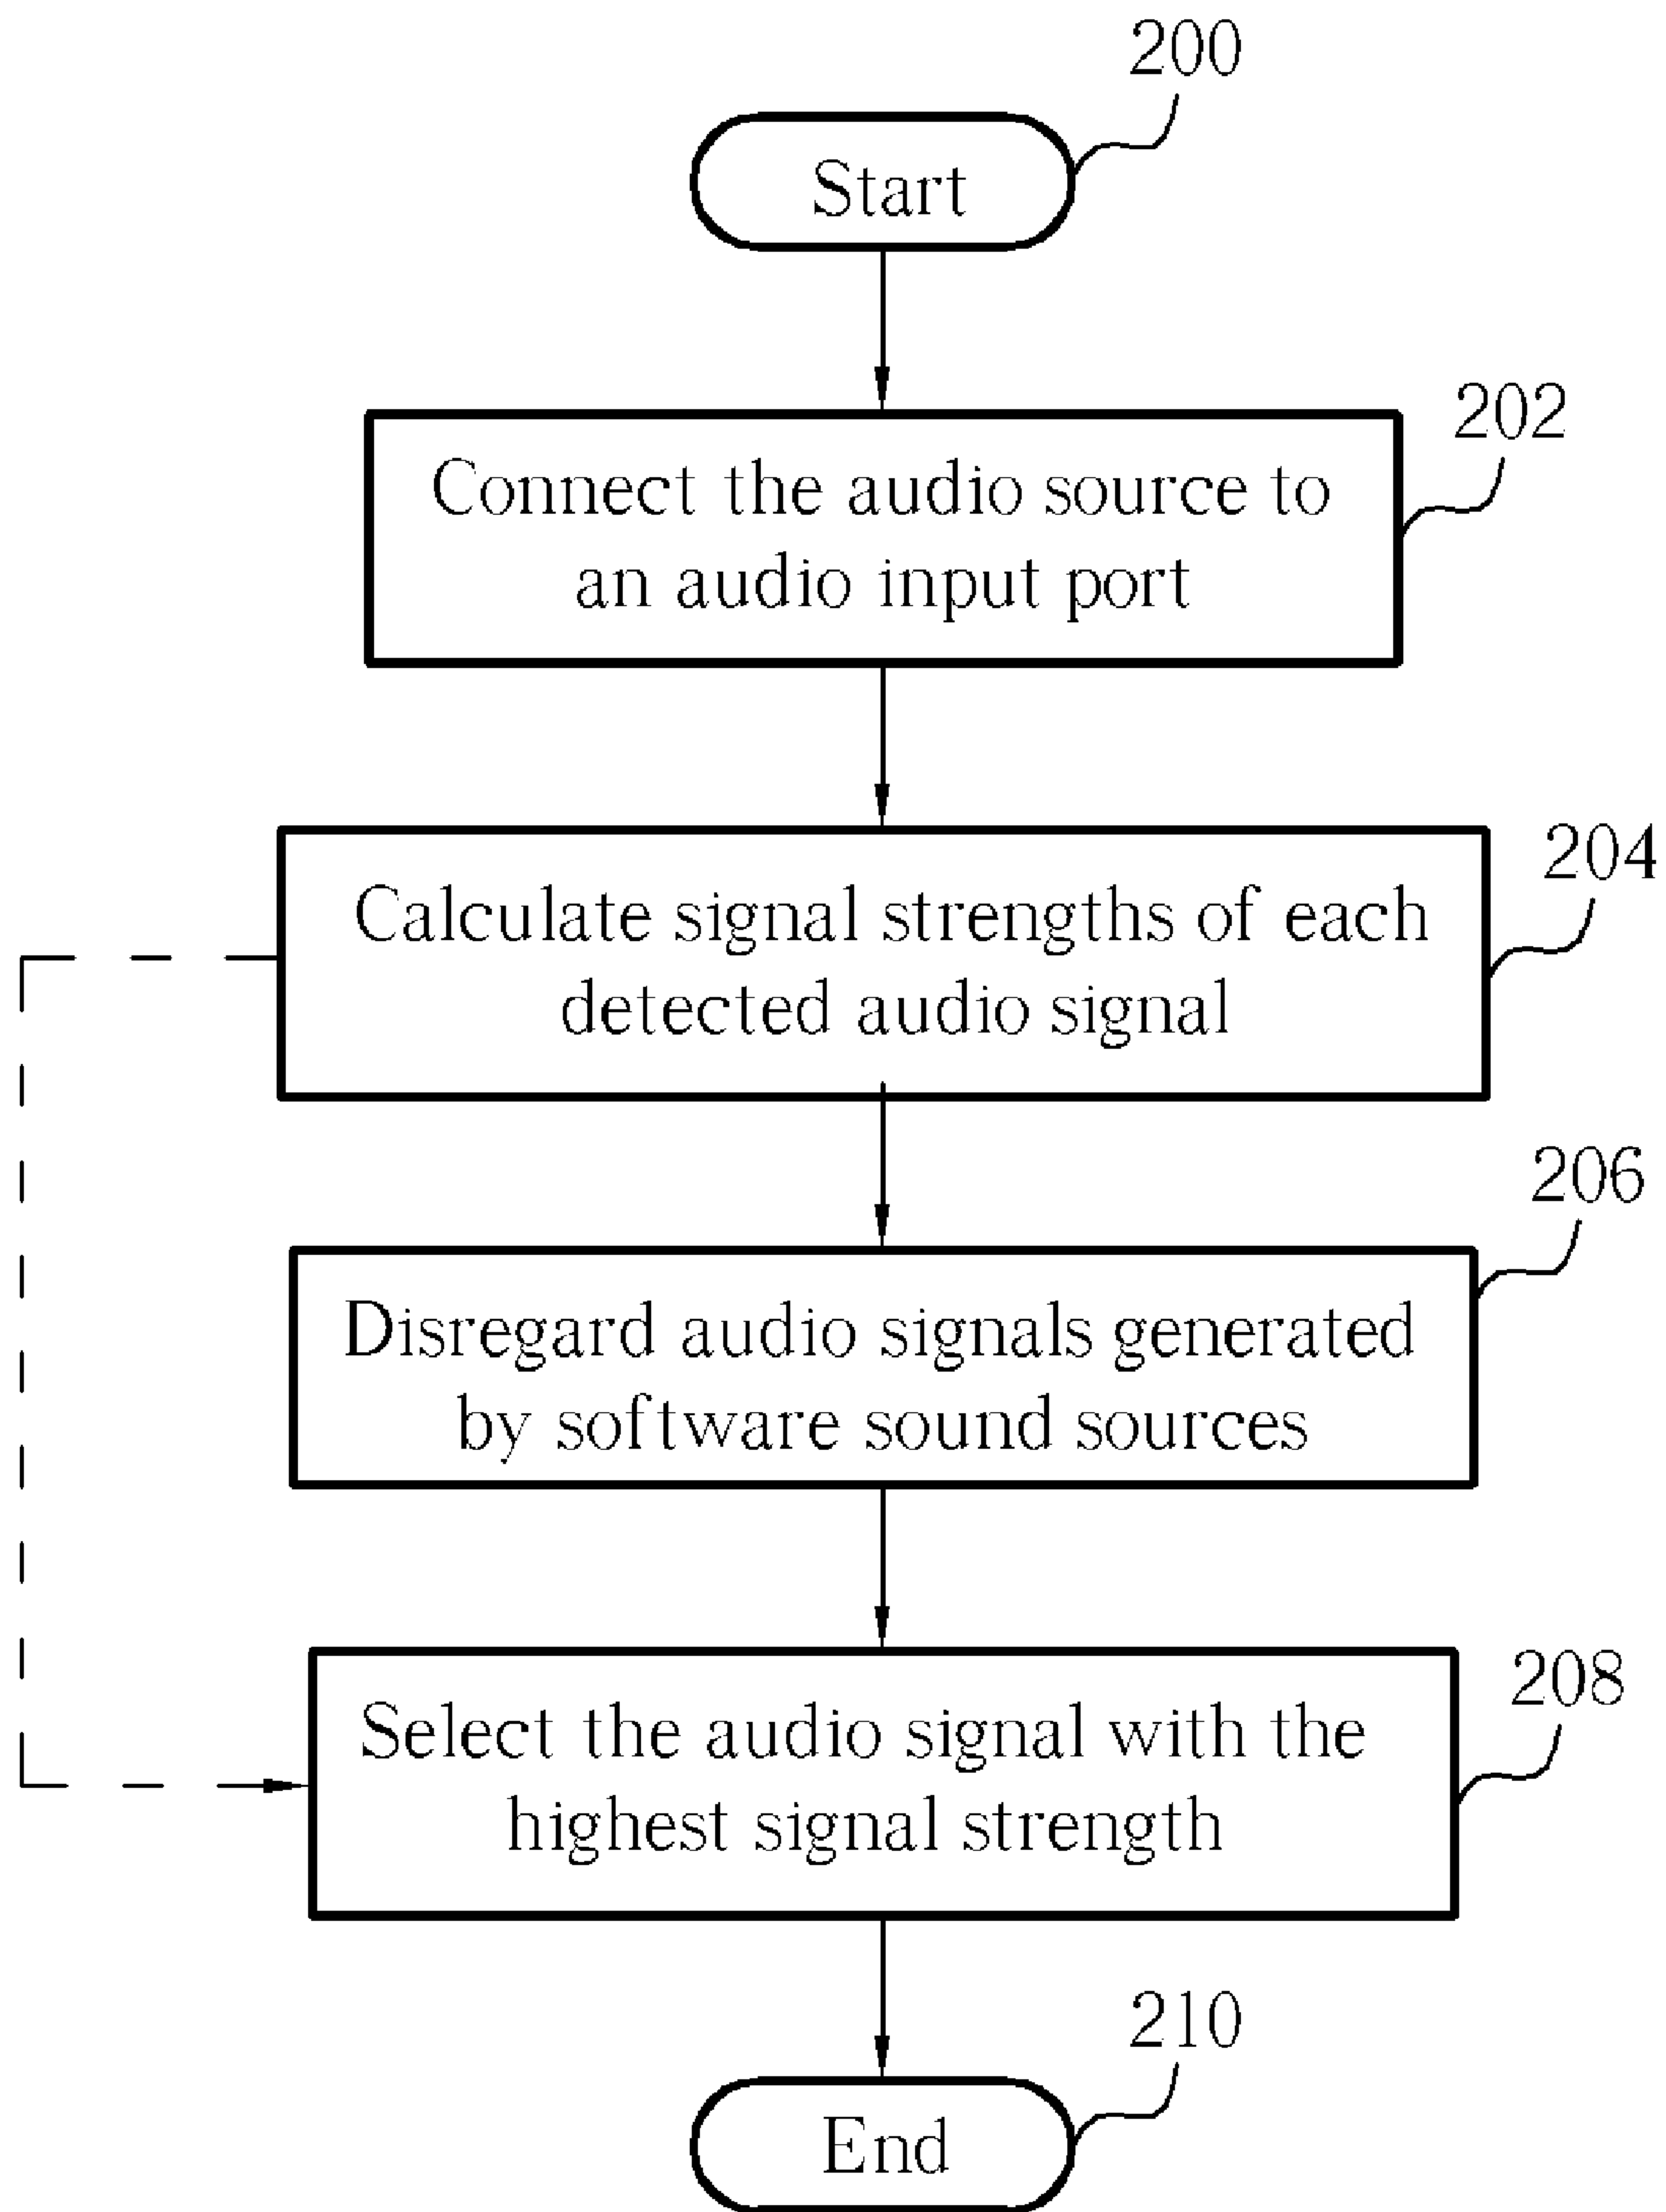 200
Start
202
Connect the audio source to
an audio input port
204
Calculate signal strengths of each
detected audio signal
206
Disregard audio signals generated
by software sound sources
208
Select the audio signal with the
highest signal strength
210
End